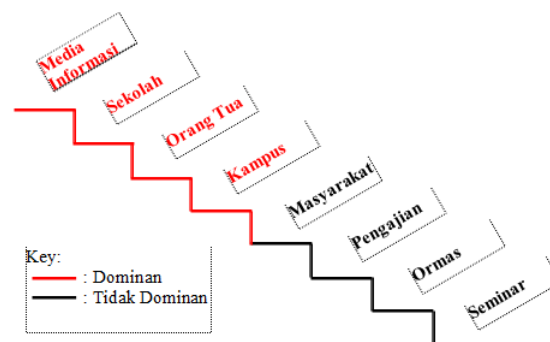 Media
Informasi
Sekolah
Orang Tua
Kampus
Masyarakat
Pengajian
Ormas
Seminar
Key:
: Dominan
: Tidak Dominan